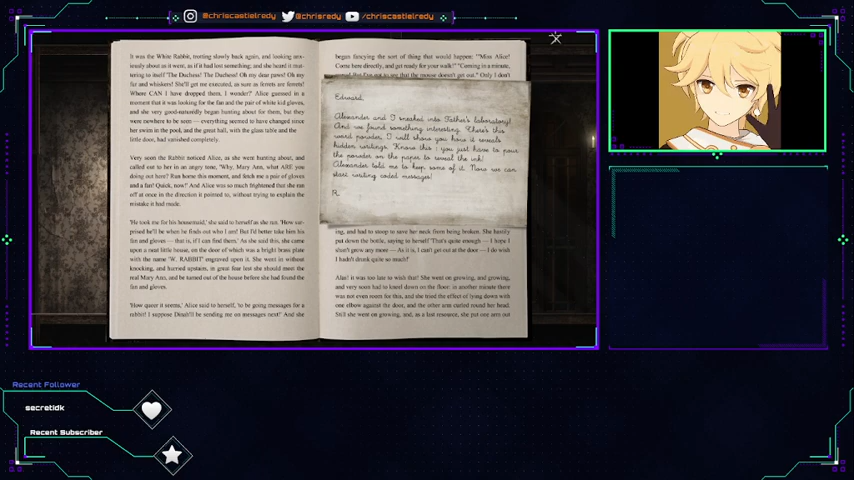 @chriscastielredy
@chrisredy
/chriscastielredy
It was the White Rabbit, trotting slowly back again, and looking anx-
iously about as it went, as if it had lost something; and she heard it mut-
tering to itself 'The Duchess! The Duchess! Oh my dear paws! Oh my
fur and whiskers! She'll get me executed, as sure as ferrets are ferrets!
Where CAN I have dropped them, I wonder?' Alice guessed in a
moment that it was looking for the fan and the pair of white kid gloves,
and she very good-naturedly began hunting about for them, but they
were nowhere to be seen — everything seemed to have changed since
her swim in the pool, and the great hall, with the glass table and the
little door, had vanished completely.
Very soon the Rabbit noticed Alice, as she went hunting about, and
called out to her in an angry tone, 'Why, Mary Ann, what ARE you
doing out here? Run home this moment, and fetch me a pair of gloves
and a fan! Quick, now!' And Alice was so much frightened that she ran
off at once in the direction it pointed to, without trying to explain the
mistake it had made.
'He took me for his housemaid,' she said to herself as she ran. 'How sur-
prised he'll be when he finds out who I am! But I'd better take him his
fan and gloves — that is, if I can find them.' As she said this, she came
upon a neat little house, on the door of which was a bright brass plate
with the name 'W. RABBIT' engraved upon it. She went in without
knocking, and hurried upstairs, in great fear lest she should meet the
real Mary Ann, and be turned out of the house before she had found the
fan and gloves.
'How queer it seems,' Alice said to herself, 'to be going messages for a
rabbit! I suppose Dinah'll be sending me on messages next!' And she
began fancying the sort of thing that would happen: '"Miss Alice!
Come here directly, and get ready for your walk!" "Coming in a minute,
nurse! But I've got to see that the mouse doesn't get out." Only I don't
Edward,
Alexander and I sneaked into Father's laboratory!
And we found something interesting. There's this
weird powder, I will show you how it reveals
hidden writings. Know this : you just have to pour
the powder on the paper to reveal the ink!
Alexander told me to keep some of it. Now we can
start writing coded messages!
R.
ing, and had to stoop to save her neck from being broken. She hastily
put down the bottle, saying to herself 'That's quite enough — I hope I
shan't grow any more — As it is, I can't get out at the door — I do wish
I hadn't drunk quite so much!'
Alas! it was too late to wish that! She went on growing, and growing,
and very soon had to kneel down on the floor: in another minute there
was not even room for this, and she tried the effect of lying down with
one elbow against the door, and the other arm curled round her head.
Still she went on growing, and, as a last resource, she put one arm out
Recent Follower
secretidk
Recent Subscriber